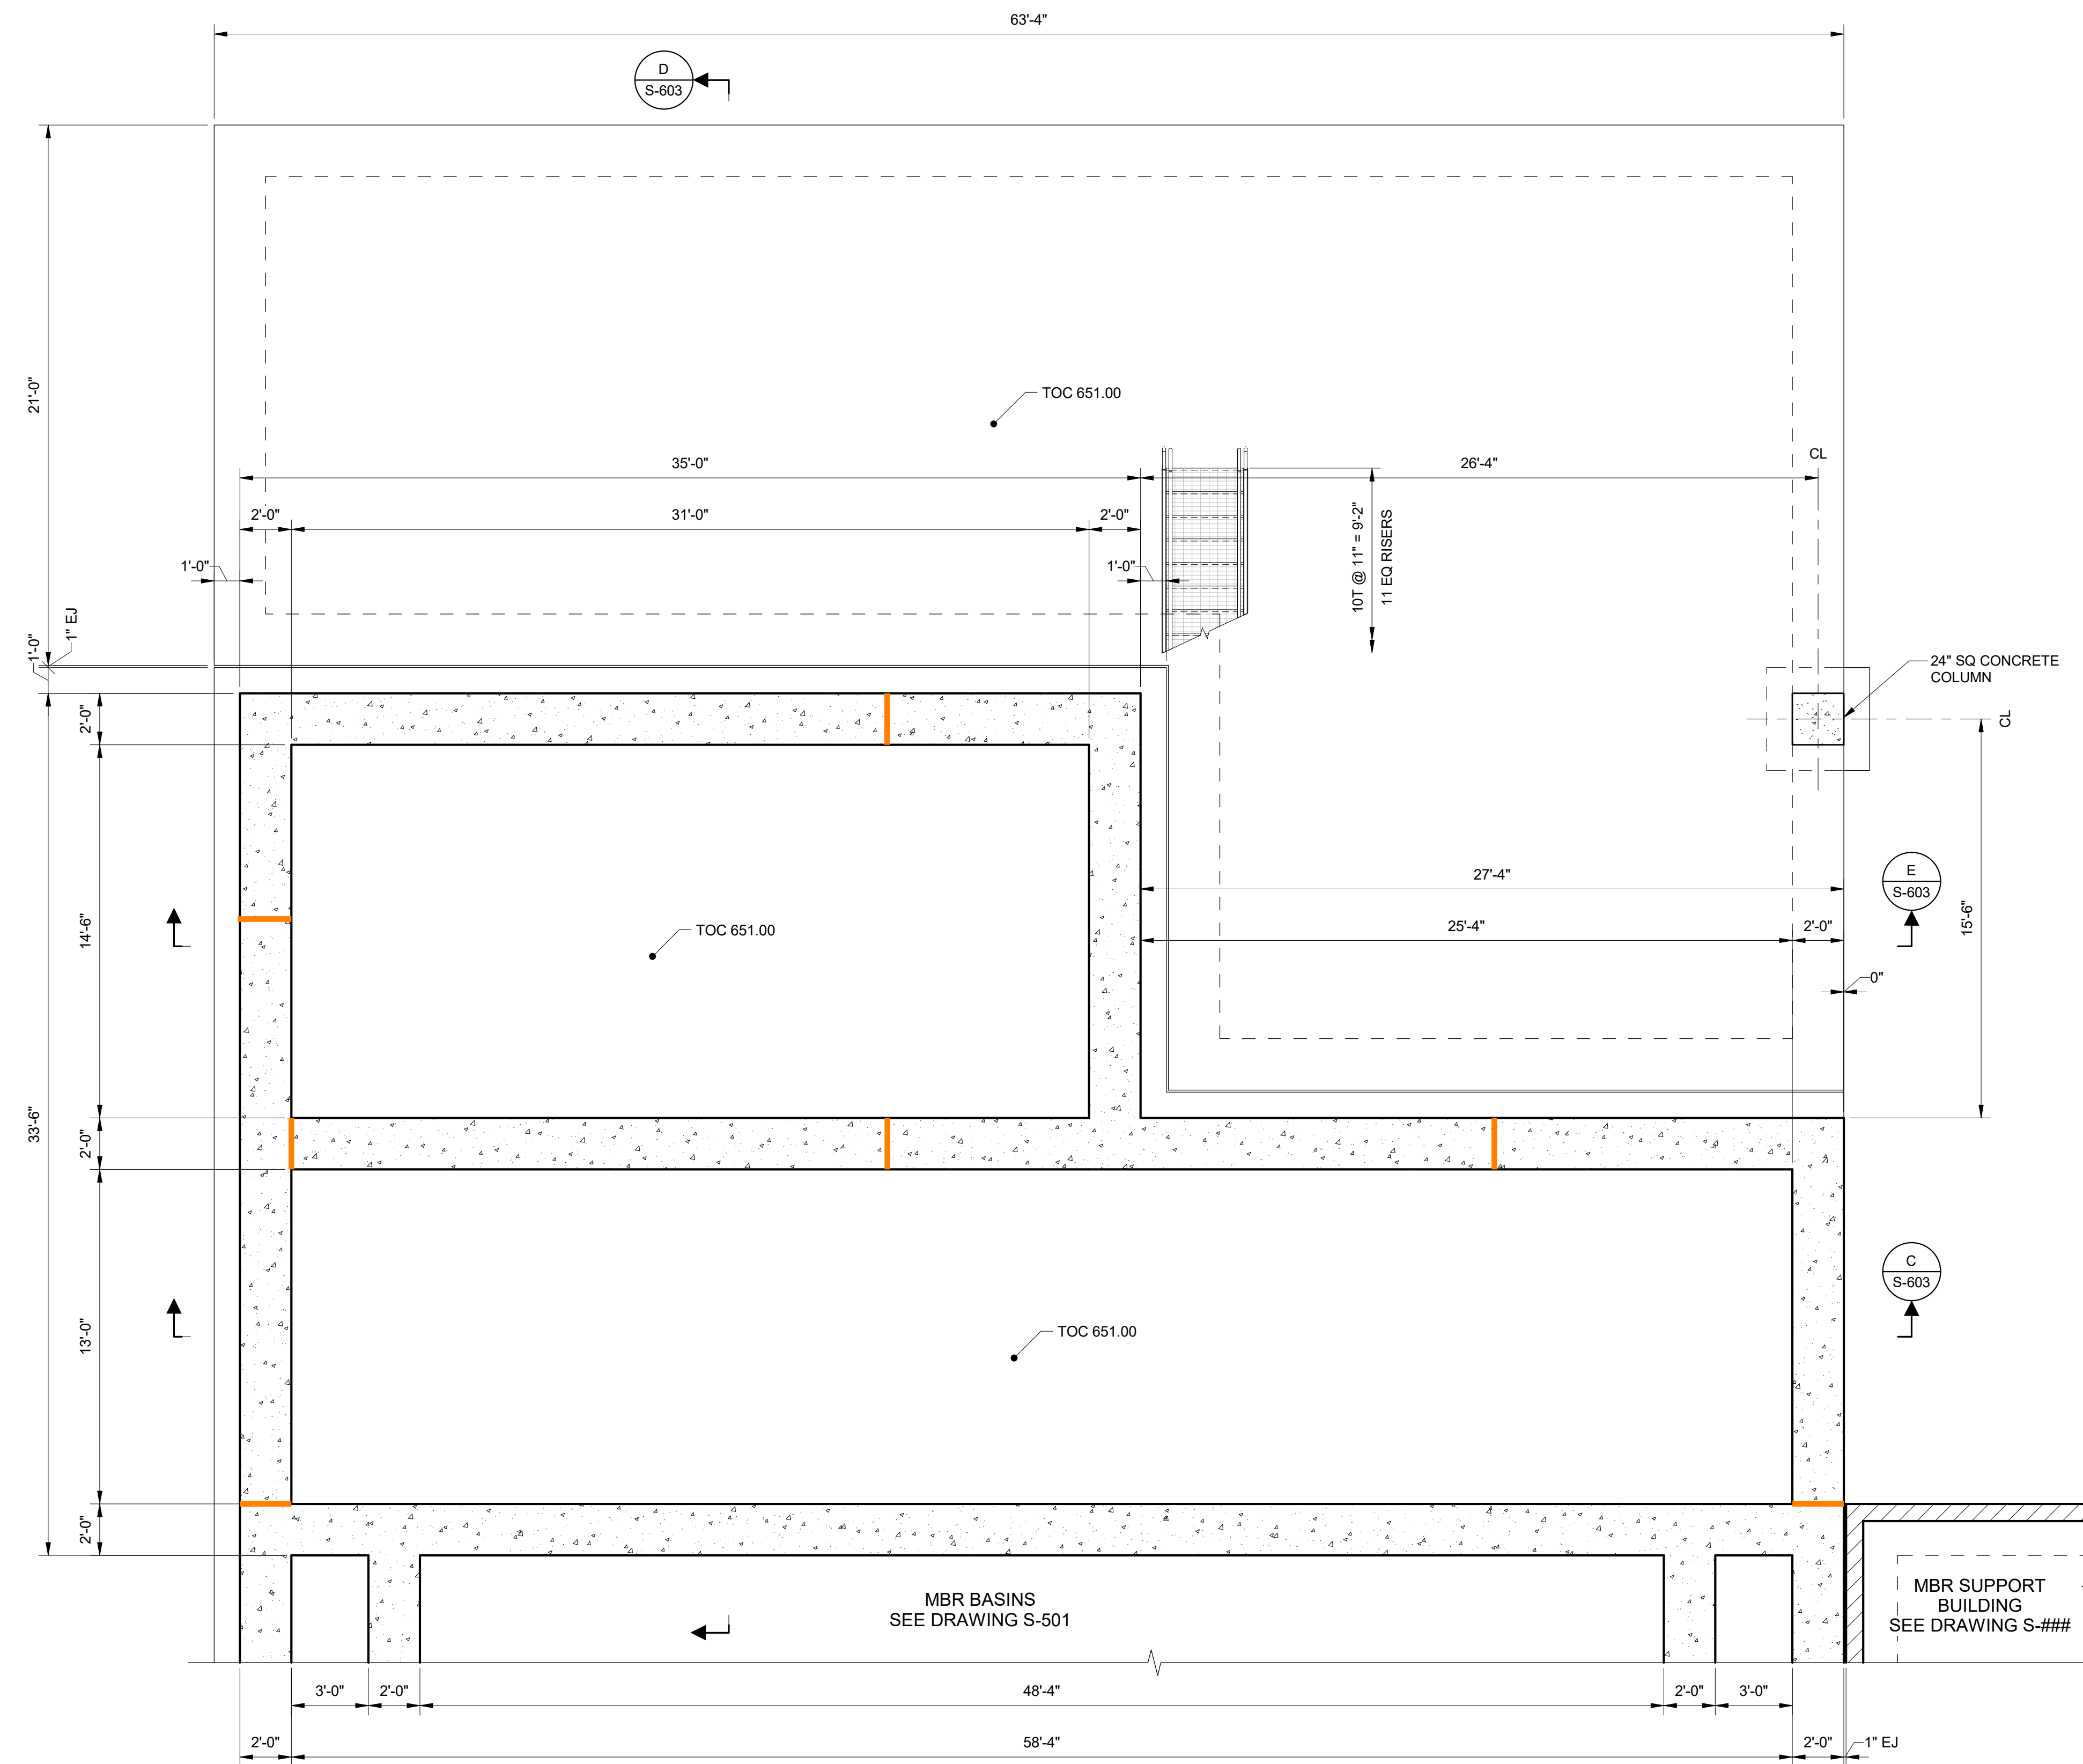 63'-4"
D
S-603
21'-0"
TOC 651.00
35'-0"
26'-4"
CL
2'-0"
31'-0"
2'-0"
10T @ 11" = 9'-2"
11 EQ RISERS
1'-0"
1'-0"
1" EJ
1'-0"
24" SQ CONCRETE
COLUMN
CL
2'-0"
27'-4"
E
S-603
14'-6"
TOC 651.00
25'-4"
2'-0"
15'-6"
0"
33'-6"
2'-0"
C
S-603
13'-0"
TOC 651.00
2'-0"
MBR BASINS
SEE DRAWING S-501
MBR SUPPORT
BUILDING
SEE DRAWING S-###
3'-0"
2'-0"
48'-4"
2'-0"
3'-0"
2'-0"
58'-4"
2'-0"
1" EJ